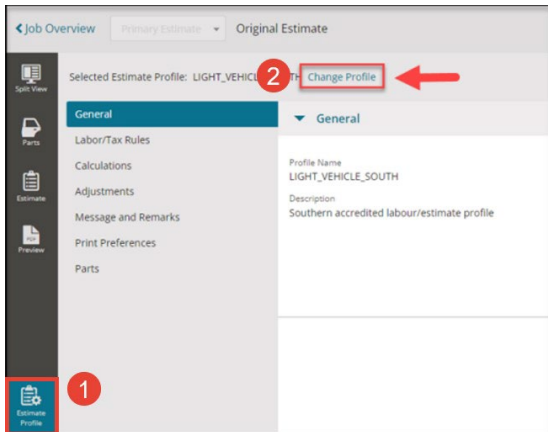 Job Overview
Primary Estimate
Original Estimate
Split View
Selected Estimate Profile: LIGHT_VEHICLE
2
TH
Change Profile
General
General
Parts
Labor/Tax Rules
Calculations
Profile Name
LIGHT_VEHICLE_SOUTH
Estimate
Adjustments
Description
Southern accredited labour/estimate profile
Message and Remarks
Preview
Print Preferences
Parts
1
Estimate
Profile